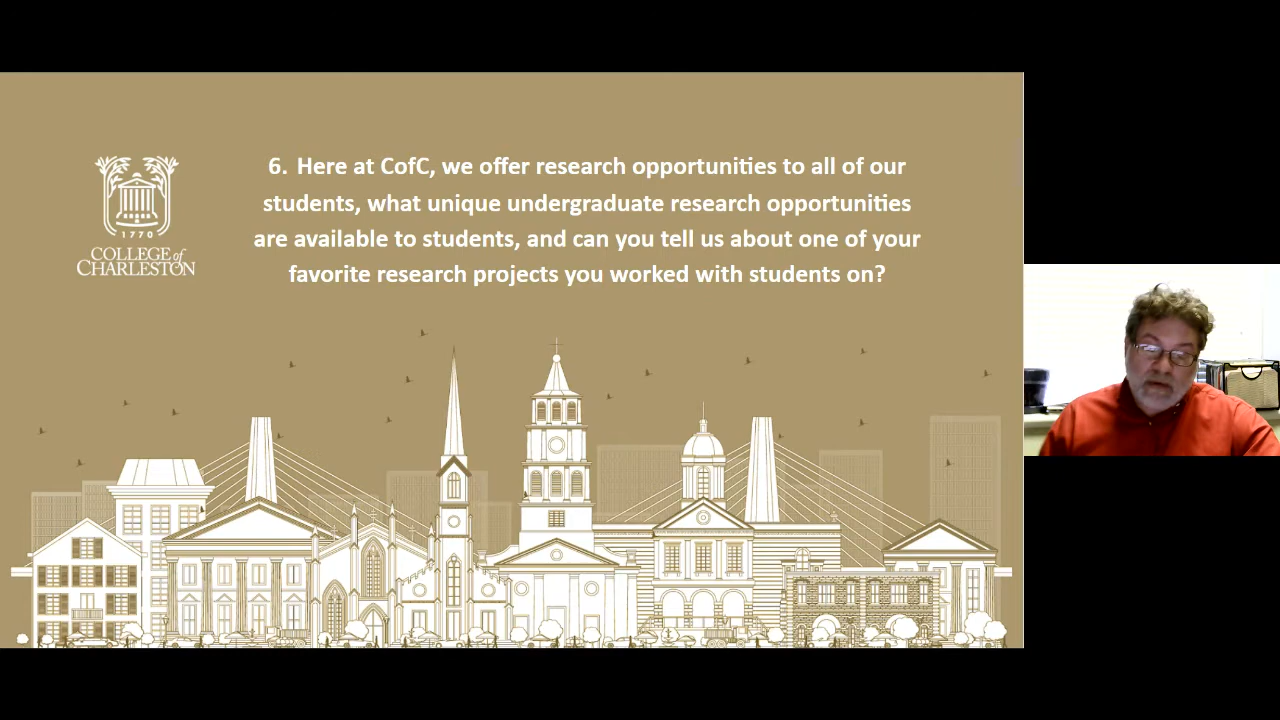 6. Here at CofC, we offer research opportunities to all of our
students, what unique undergraduate research opportunities
are available to students, and can you tell us about one of your
favorite research projects you worked with students on?
1770
COLLEGE of
CHARLESTON